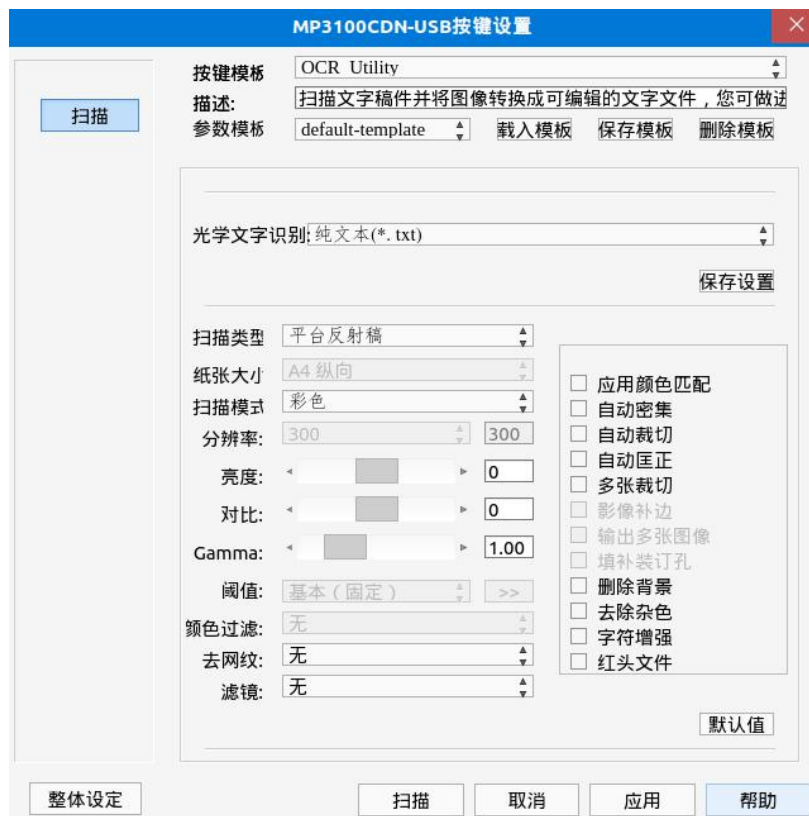 MP3100CDN-USB按键设置
按键模板 OCR Utility
描述: 扫描文字稿件并将图像转换成可编辑的文字文件，您可做进
参数模板 default-template 载入模板 保存模板 删除模板
扫描
光学文字识别: 纯文本(*. txt)
保存设置
扫描类型 平台反射稿
纸张大小 A4 纵向
扫描模式 彩色
分辨率: 300 300
亮度: 0
对比: 0
Gamma: 1.00
阈值: 基本（固定） >>
颜色过滤: 无
去网纹: 无
滤镜: 无
应用颜色匹配
自动密集
自动裁切
自动匡正
多张裁切
影像补边
输出多张图像
填补装订孔
删除背景
去除杂色
字符增强
红头文件
默认值
整体设定 扫描 取消 应用 帮助